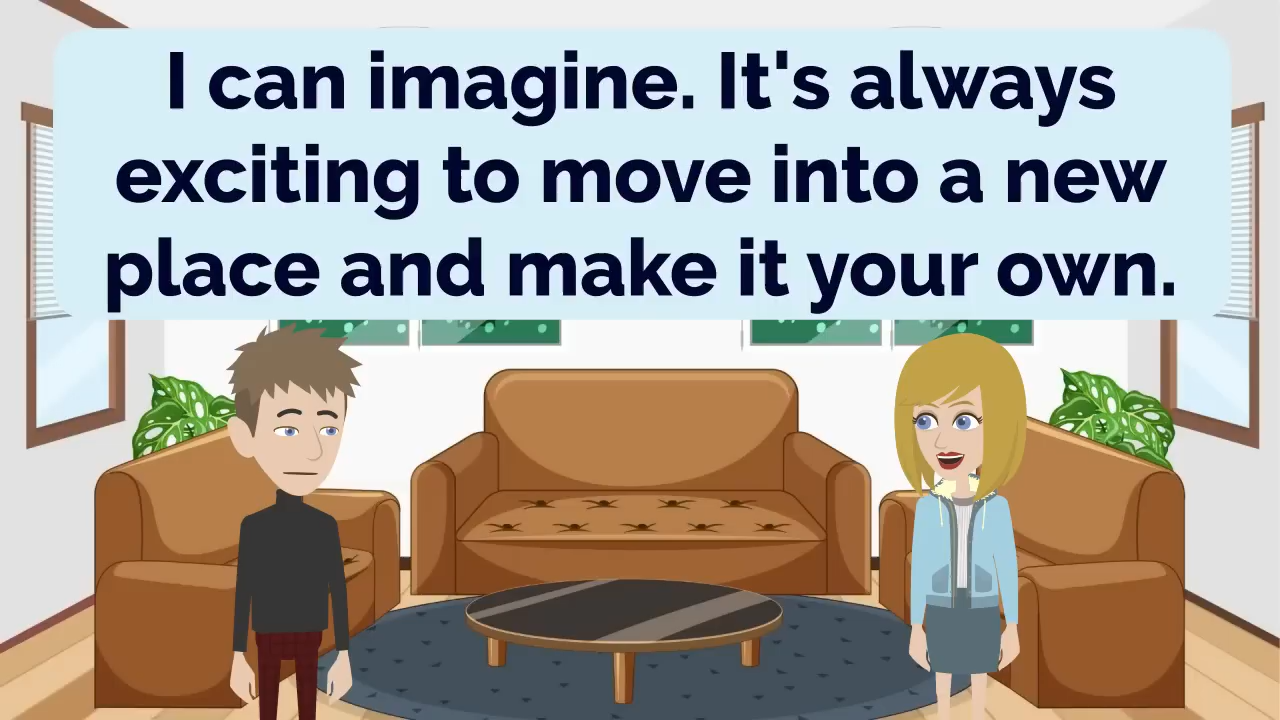 I can imagine. It's always
exciting to move into a new
place and make it your own.